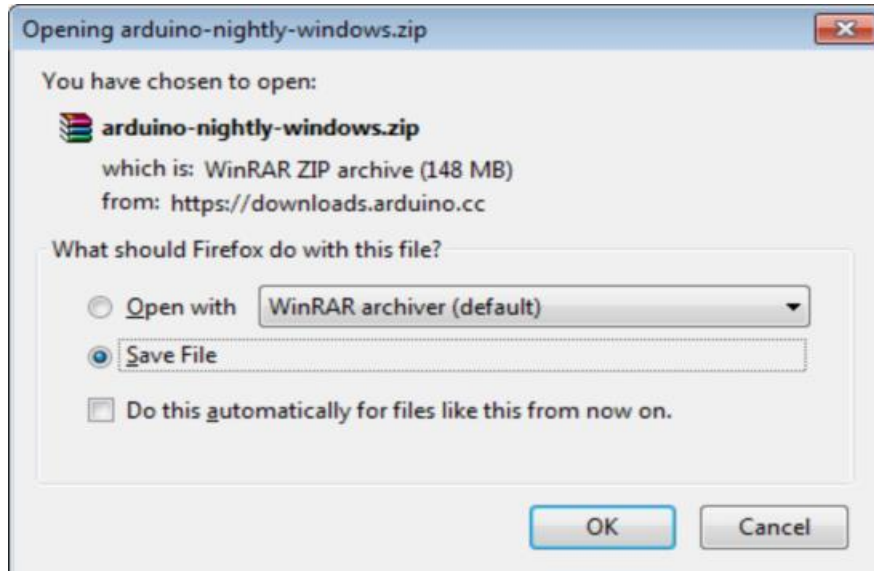 Opening arduino-nightly-windows.zip
You have chosen to open:
arduino-nightly-windows.zip
which is: WinRAR ZIP archive (148 MB)
from: https://downloads.arduino.cc
What should Firefox do with this file?
Open with WinRAR archiver (default)
Save File
Do this automatically for files like this from now on.
OK Cancel